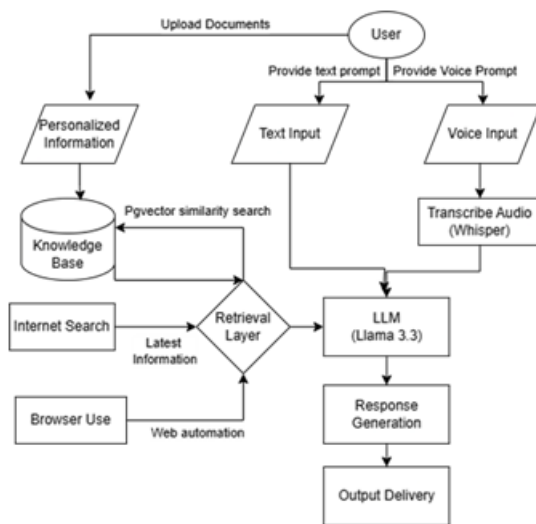 Upload Documents
User
Provide text prompt
Provide Voice Prompt
Personalized
Information
Text Input
Voice Input
Pgvector similarity search
Transcribe Audio
(Whisper)
Knowledge
Base
Internet Search
Latest
Information
Retrieval
Layer
LLM
(Llama 3.3)
Browser Use
Web automation
Response
Generation
Output Delivery